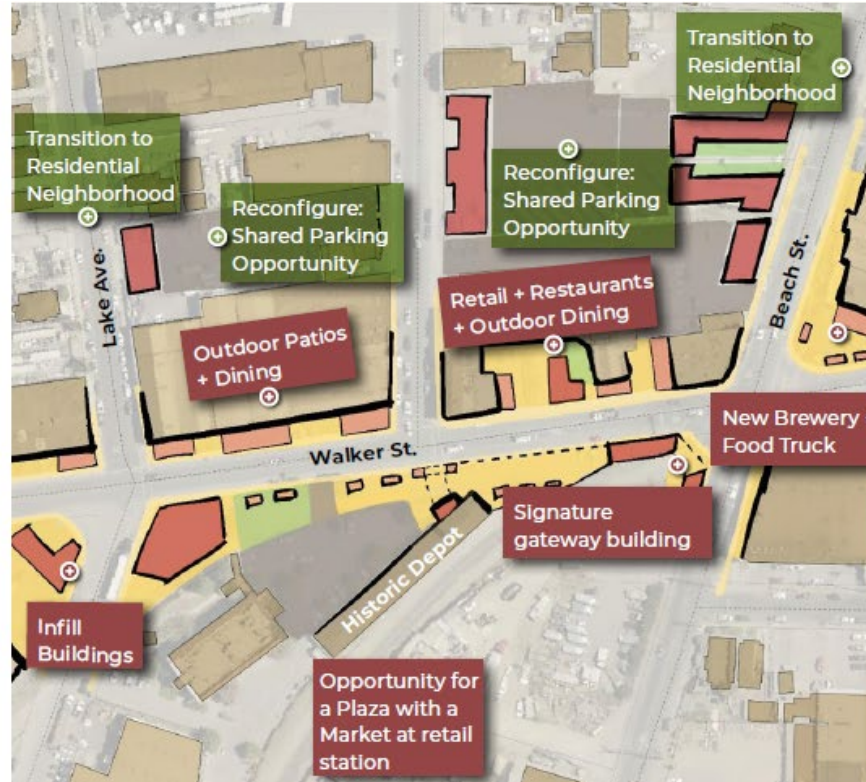 Transition to
Residential
Neighborhood
Transition to
Residential
Neighborhood
Reconfigure:
Shared Parking
Opportunity
Reconfigure:
Shared Parking
Opportunity
Lake Ave.
Beach St.
Retail + Restaurants
+ Outdoor Dining
Outdoor Patios
+ Dining
New Brewery
Food Truck
Walker St.
Signature
gateway building
Historic Depot
Infill
Buildings
Opportunity for
a Plaza with a
Market at retail
station